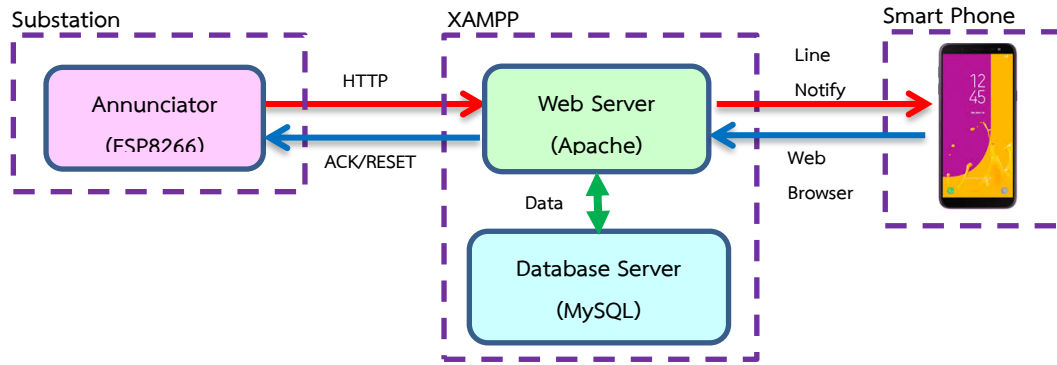 Substation
XAMPP
Smart Phone
Annunciator
(ESP8266)
HTTP
ACK/RESET
Web Server
(Apache)
Line
Notify
Web
Browser
12
45
Data
Database Server
(MySQL)